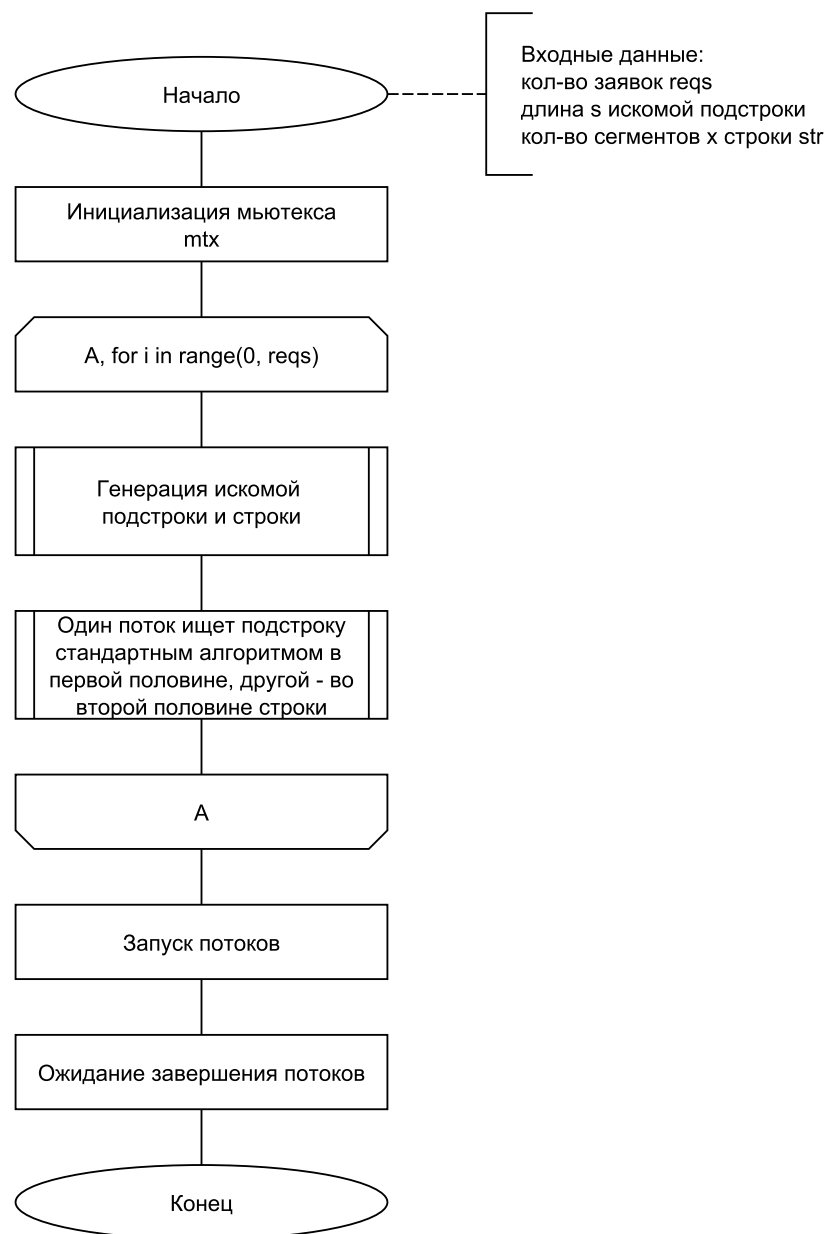 Начало
Входные данные:
кол-во заявок reqs
длина s искомой подстроки
кол-во сегментов x строки str
Инициализация мьютекса
mtx
A, for i in range(0, reqs)
Генерация искомой
подстроки и строки
Один поток ищет подстроку
стандартным алгоритмом в
первой половине, другой - во
второй половине строки
A
Запуск потоков
Ожидание завершения потоков
Конец